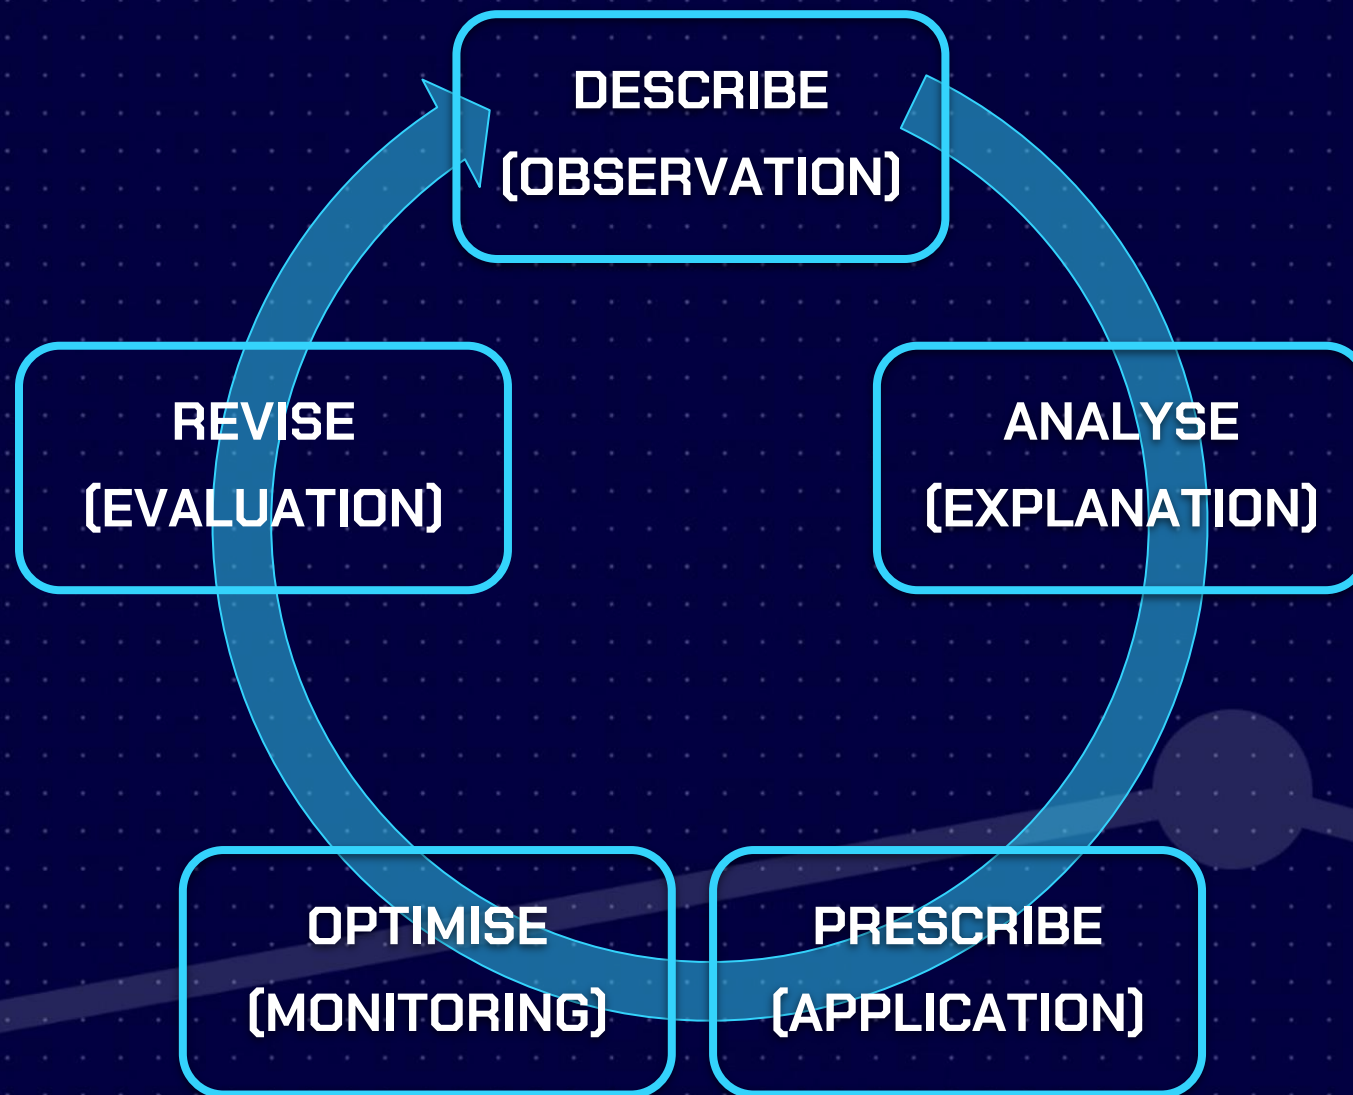 DESCRIBE
(OBSERVATION)
ANALYSE
(EXPLANATION)
PRESCRIBE
(APPLICATION)
OPTIMISE
(MONITORING)
REVISE
(EVALUATION)